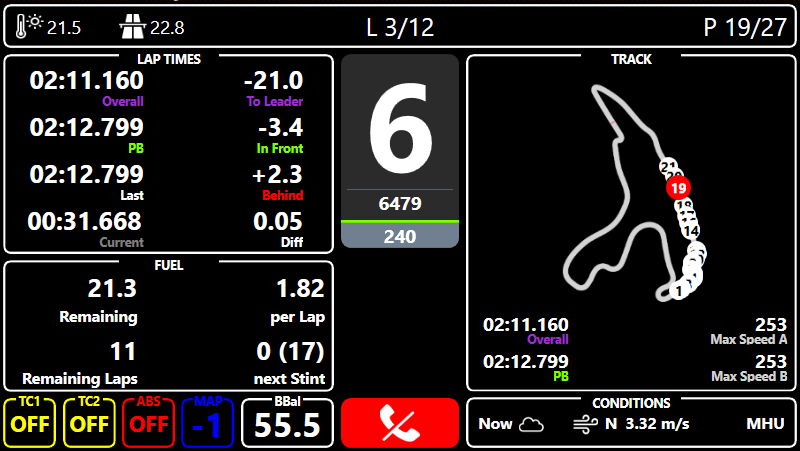 21.5 22.8 L 3/12 P 19/27
LAP TIMES
02:11.160 -21.0
Overall To Leader
02:12.799 -3.4
PB In Front
02:12.799 +2.3
Last Behind
00:31.668 0.05
Current Diff
FUEL
21.3 1.82
Remaining per Lap
11 0 (17)
Remaining Laps next Stint
TC1 TC2 ABS MAP BBal
OFF OFF OFF -1 55.5
6
6479
240
TRACK
21
19
14
1
02:11.160 253
Overall Max Speed A
02:12.799 253
PB Max Speed B
CONDITIONS
Now N 3.32 m/s MHU